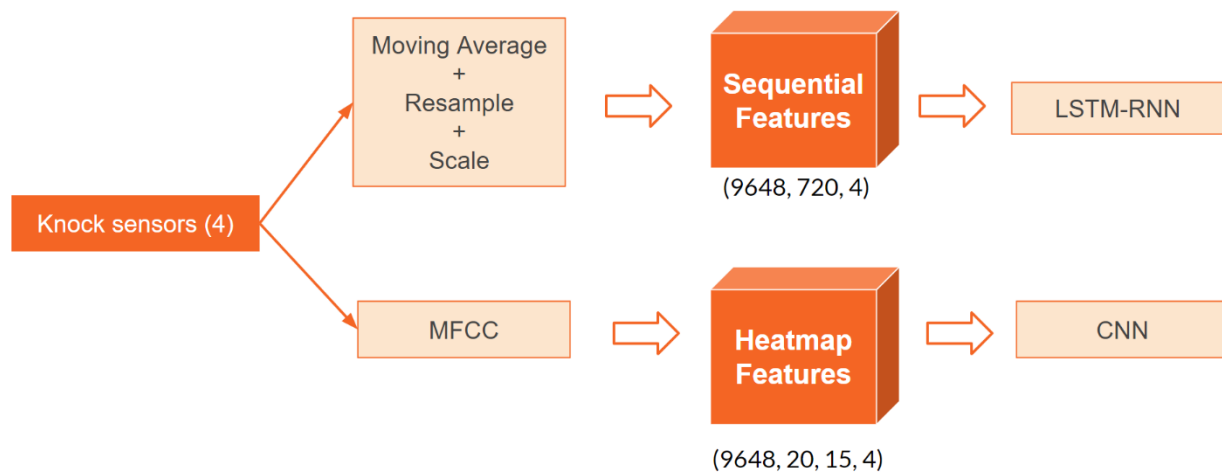 Knock sensors (4)
Moving Average
+
Resample
+
Scale
Sequential
Features
(9648, 720, 4)
LSTM-RNN
MFCC
Heatmap
Features
(9648, 20, 15, 4)
CNN